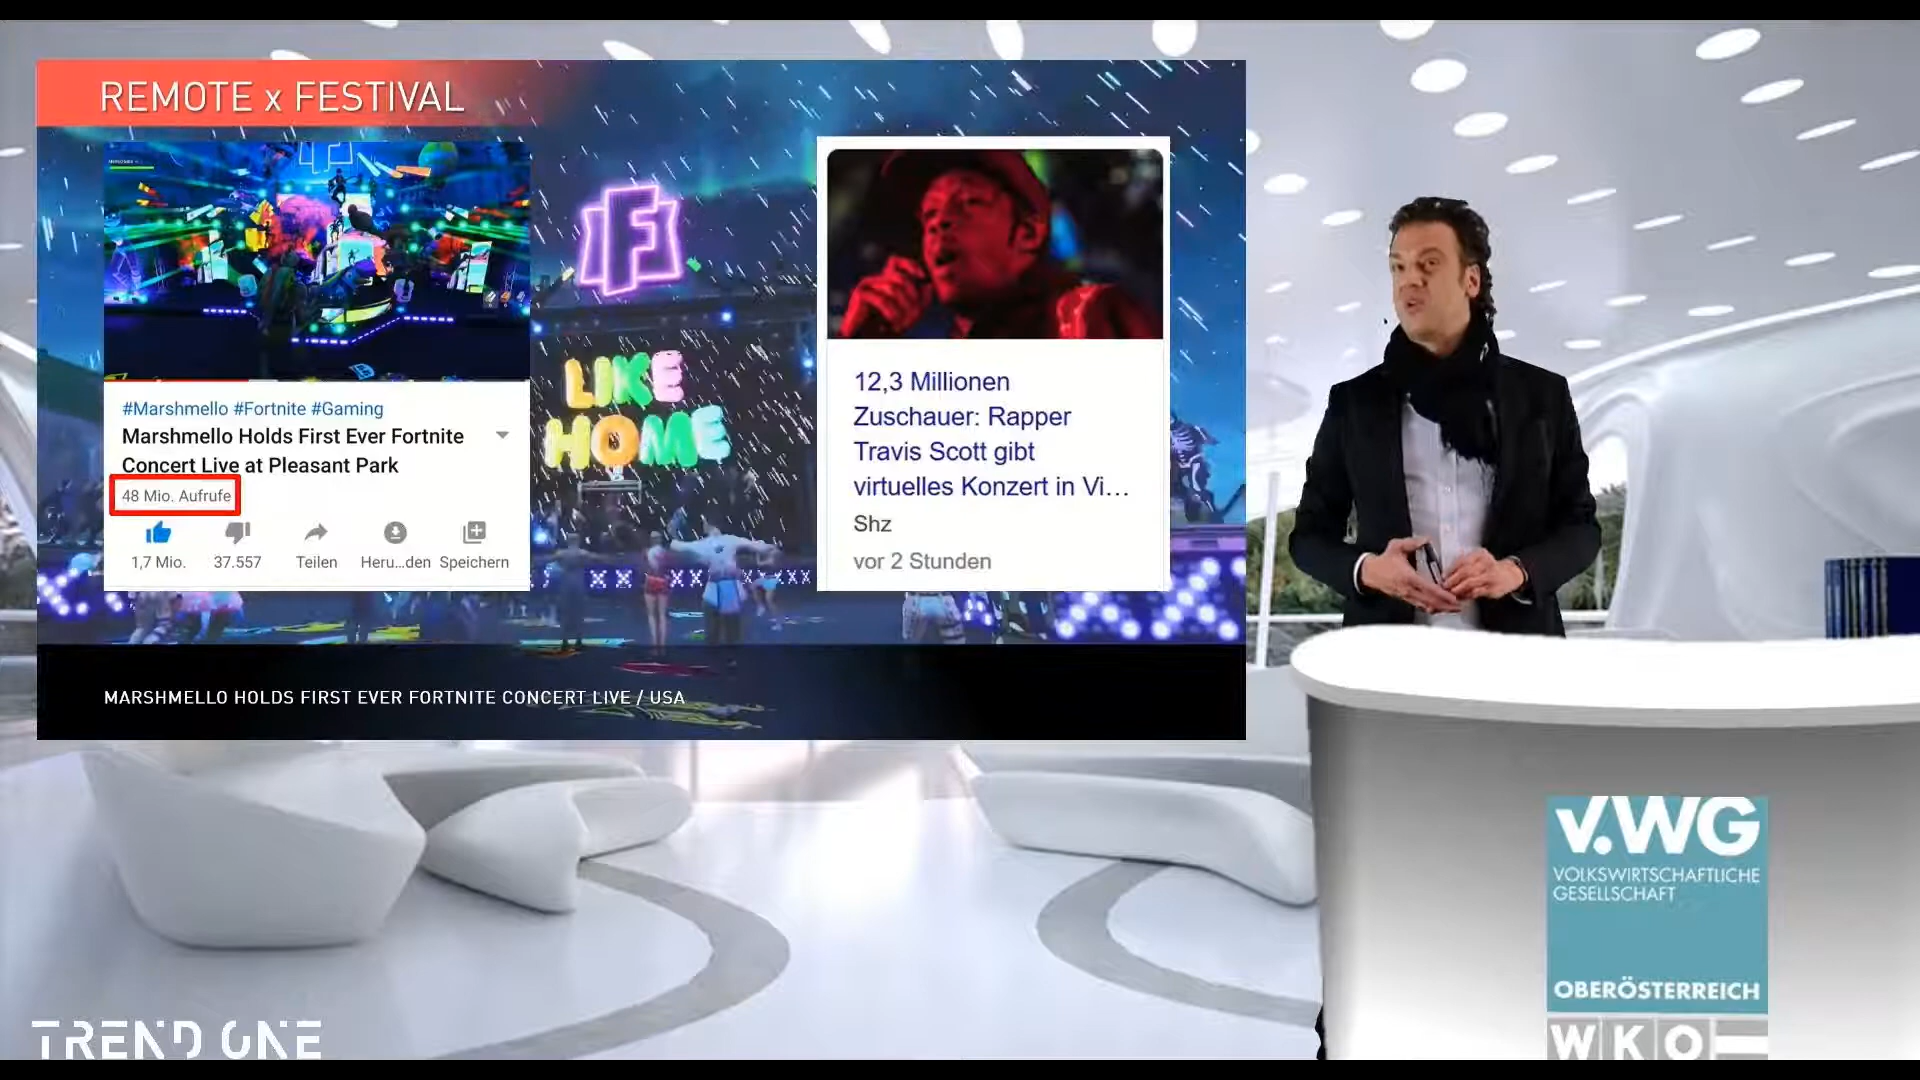 REMOTE x FESTIVAL
F
LIKE
HOME
#Marshmello #Fortnite #Gaming
Marshmello Holds First Ever Fortnite
Concert Live at Pleasant Park
48 Mio. Aufrufe
1,7 Mio.
37.557
Teilen
Heru...den
Speichern
12,3 Millionen
Zuschauer: Rapper
Travis Scott gibt
virtuelles Konzert in Vi...
Shz
vor 2 Stunden
MARSHMELLO HOLDS FIRST EVER FORTNITE CONCERT LIVE / USA
v.WG
VOLKSWIRTSCHAFTLICHE
GESELLSCHAFT
OBERÖSTERREICH
WKO
TREND ONE